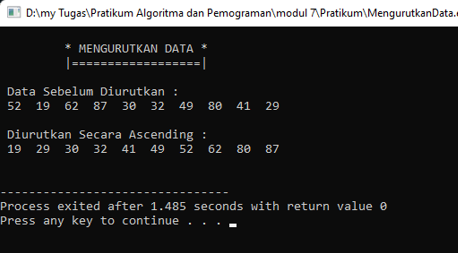 D:\my Tugas\Pratikum Algoritma dan Pemograman\modul 7\Pratikum\MengurutkanData.e
* MENGURUTKAN DATA *
|==================|
Data Sebelum Diurutkan :
52 19 62 87 30 32 49 80 41 29
Diurutkan Secara Ascending :
19 29 30 32 41 49 52 62 80 87
--------------------------------
Process exited after 1.485 seconds with return value 0
Press any key to continue . . .